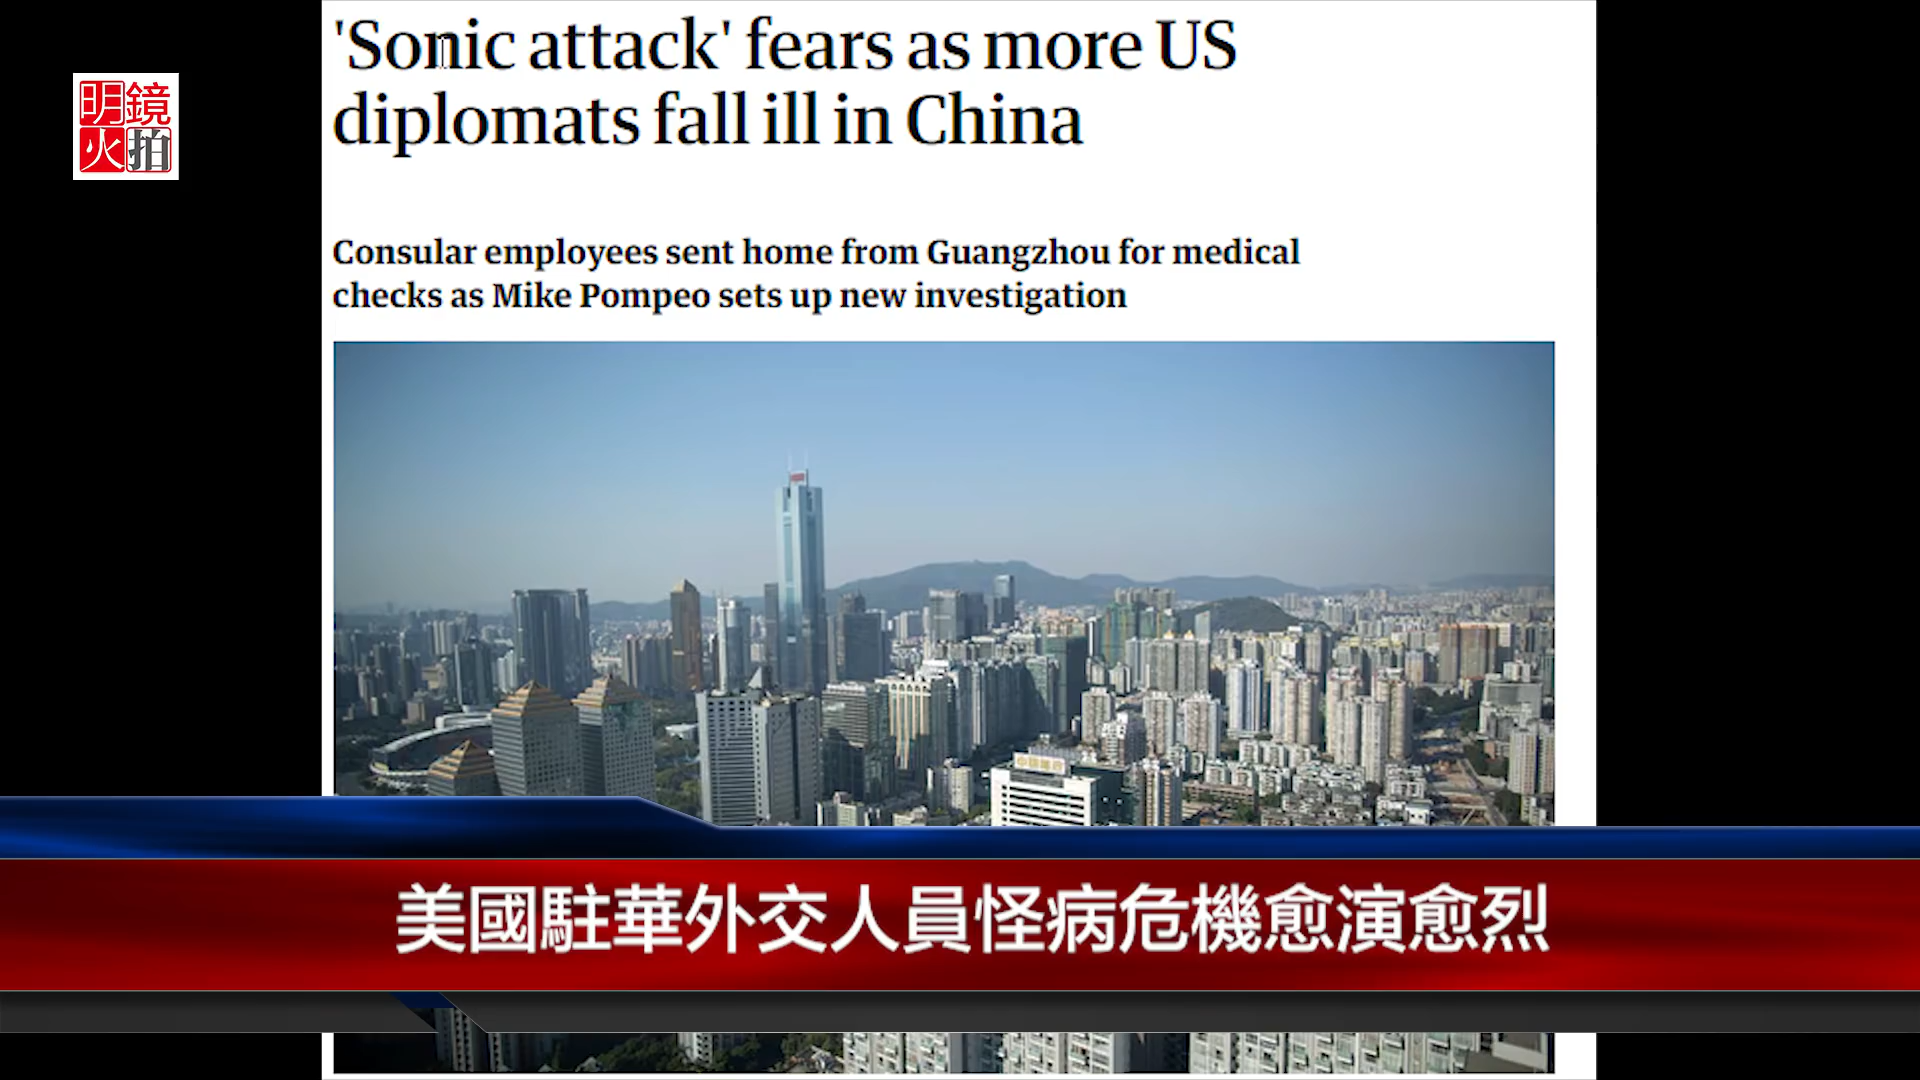 'Sonic attack' fears as more US
diplomats fall ill in China
明鏡
火拍
Consular employees sent home from Guangzhou for medical
checks as Mike Pompeo sets up new investigation
美國駐華外交人員怪病危機愈演愈烈